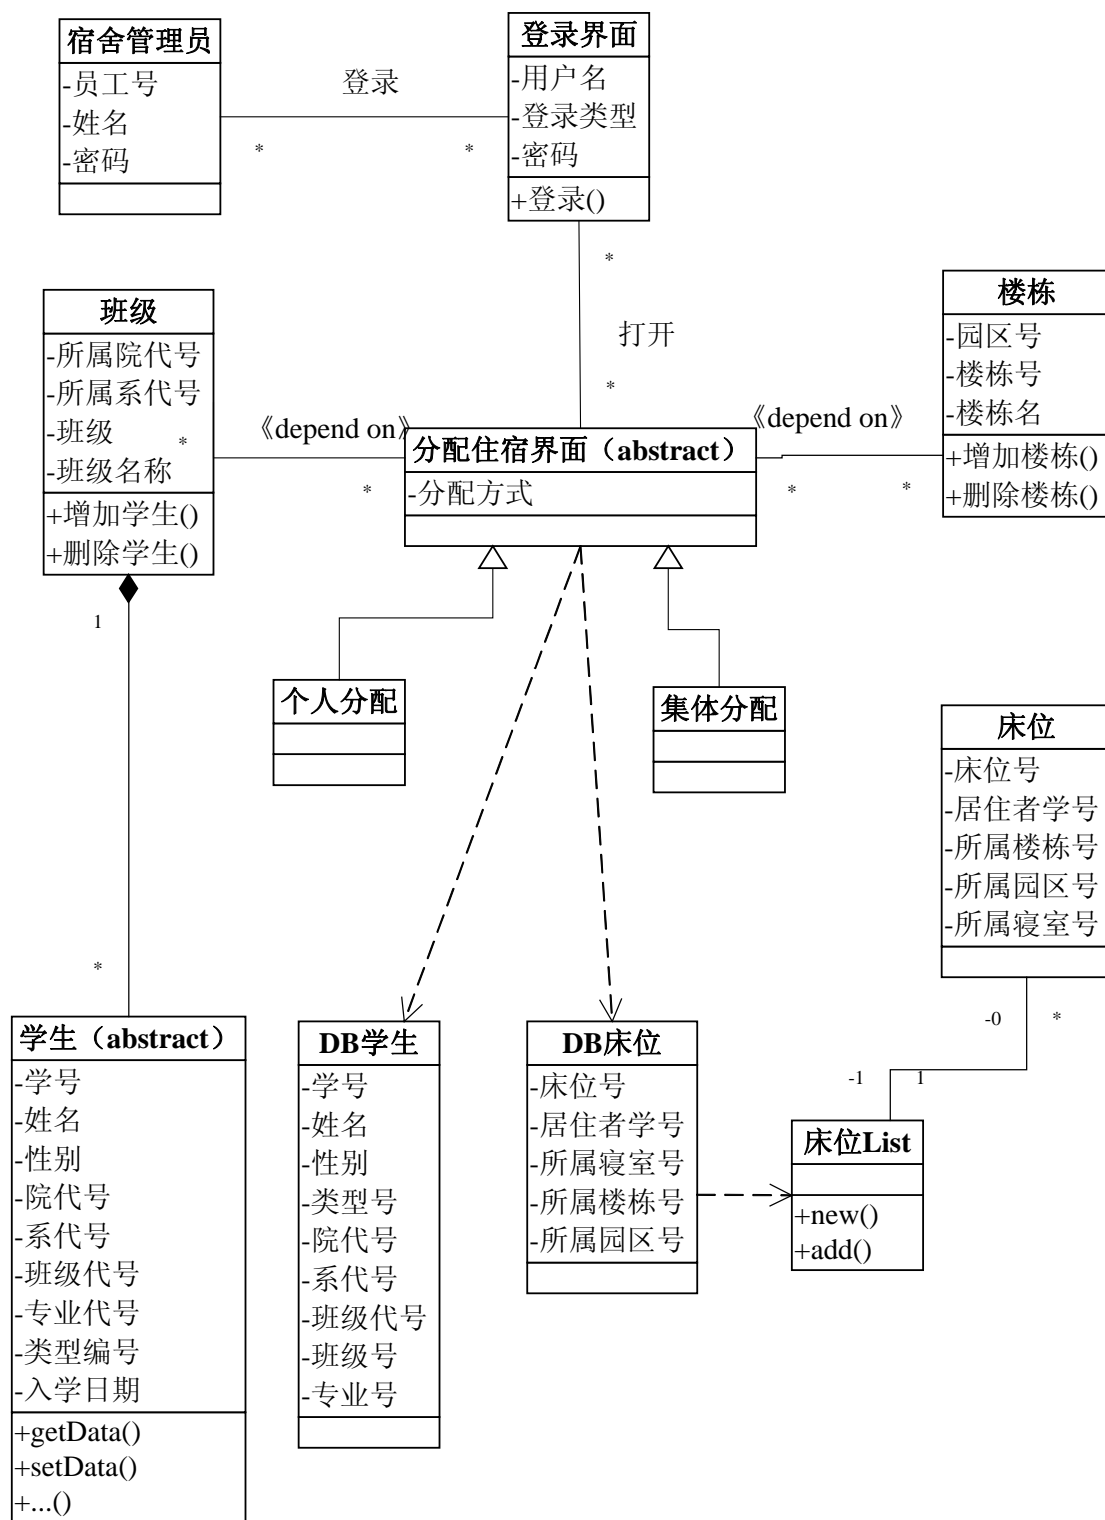 宿舍管理员
-员工号
-姓名
-密码
登录
*
*
登录界面
-用户名
-登录类型
-密码
+登录()
*
打开
*
班级
-所属院代号
-所属系代号
-班级
-班级名称
+增加学生()
+删除学生()
*
《depend on》
*
分配住宿界面（abstract）
-分配方式
《depend on》
*
*
楼栋
-园区号
-楼栋号
-楼栋名
+增加楼栋()
+删除楼栋()
1
*
个人分配
集体分配
床位
-床位号
-居住者学号
-所属楼栋号
-所属园区号
-所属寝室号
-0
*
-1
1
学生（abstract）
-学号
-姓名
-性别
-院代号
-系代号
-班级代号
-专业代号
-类型编号
-入学日期
+getData()
+setData()
+...()
DB学生
-学号
-姓名
-性别
-类型号
-院代号
-系代号
-班级代号
-班级号
-专业号
DB床位
-床位号
-居住者学号
-所属寝室号
-所属楼栋号
-所属园区号
床位List
+new()
+add()